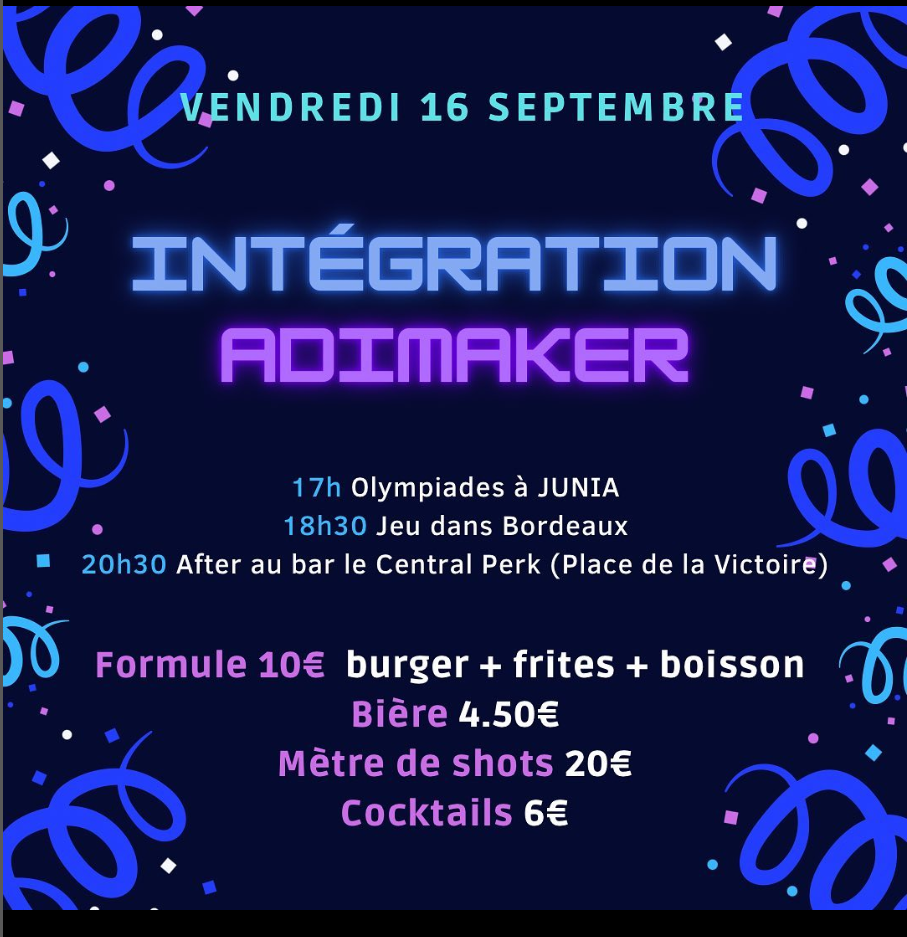 VENDREDI 16 SEPTEMBRE
INTÉGRATION
ADIMAKER
17h Olympiades à JUNIA
18h30 Jeu dans Bordeaux
20h30 After au bar le Central Perk (Place de la Victoire)
Formule 10€ burger + frites + boisson
Bière 4.50€
Mètre de shots 20€
Cocktails 6€